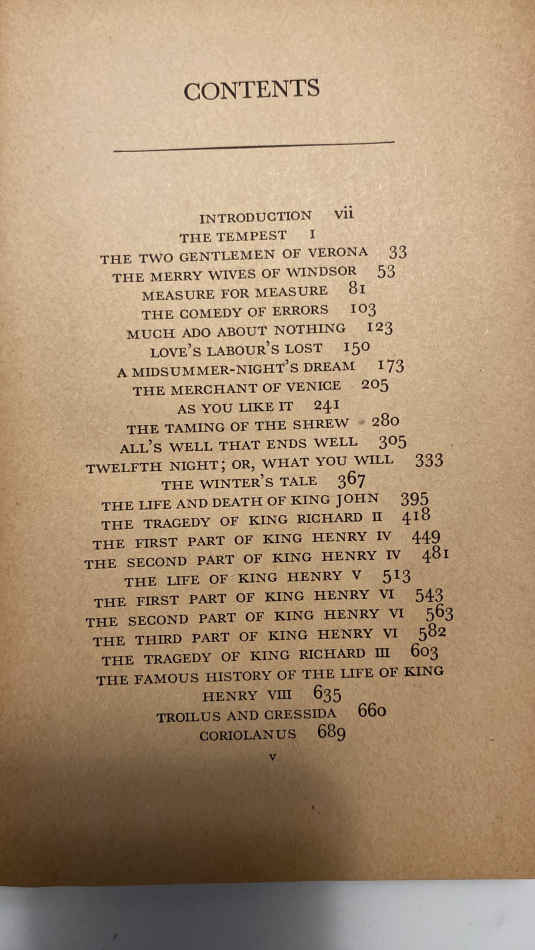 CONTENTS
INTRODUCTION vii
THE TEMPEST 1
THE TWO GENTLEMEN OF VERONA 33
THE MERRY WIVES OF WINDSOR 53
MEASURE FOR MEASURE 81
THE COMEDY OF ERRORS 103
MUCH ADO ABOUT NOTHING 123
LOVE'S LABOUR'S LOST 150
A MIDSUMMER-NIGHT'S DREAM 173
THE MERCHANT OF VENICE 205
AS YOU LIKE IT 241
THE TAMING OF THE SHREW 280
ALL'S WELL THAT ENDS WELL 305
TWELFTH NIGHT; OR, WHAT YOU WILL 333
THE WINTER'S TALE 367
THE LIFE AND DEATH OF KING JOHN 395
THE TRAGEDY OF KING RICHARD II 418
THE FIRST PART OF KING HENRY IV 449
THE SECOND PART OF KING HENRY IV 481
THE LIFE OF KING HENRY V 513
THE FIRST PART OF KING HENRY VI 543
THE SECOND PART OF KING HENRY VI 563
THE THIRD PART OF KING HENRY VI 582
THE TRAGEDY OF KING RICHARD III 603
THE FAMOUS HISTORY OF THE LIFE OF KING
HENRY VIII 635
TROILUS AND CRESSIDA 660
CORIOLANUS 689
v